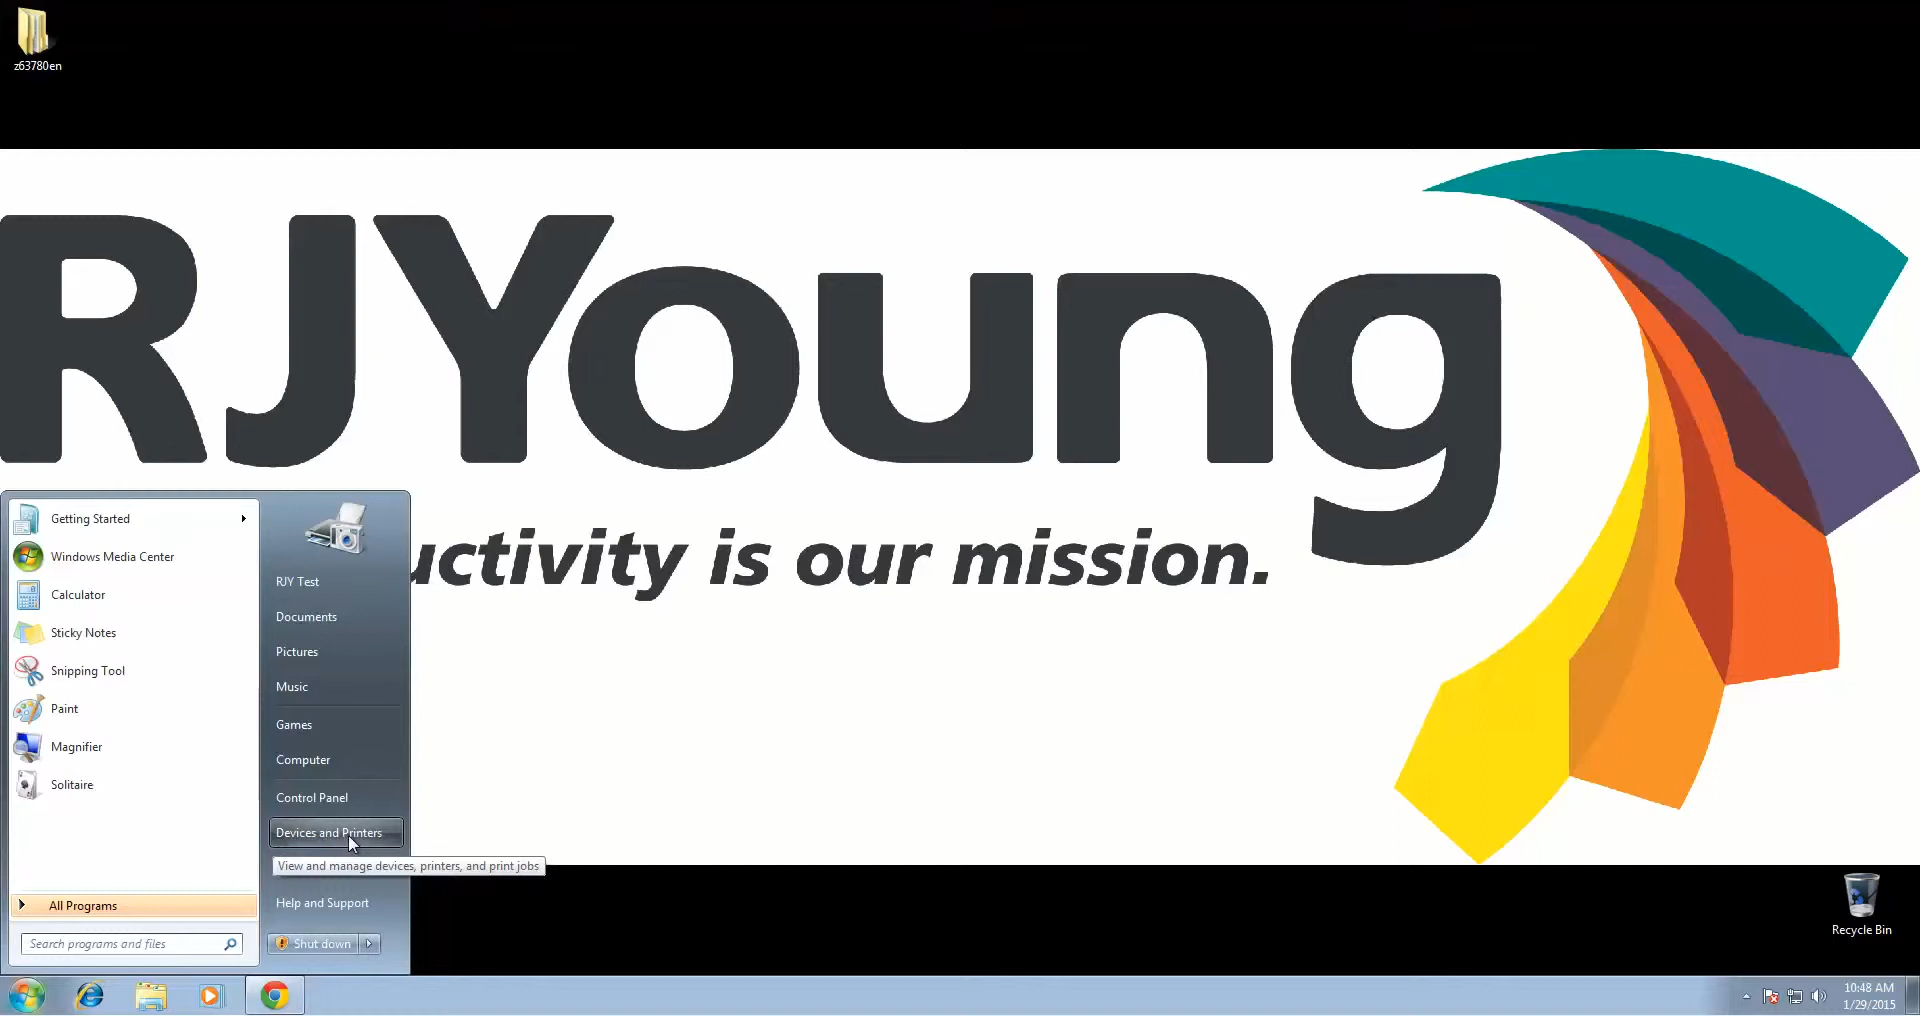 z63780en
RJYoung
uctivity is our mission.
Getting Started
Windows Media Center
Calculator
Sticky Notes
Snipping Tool
Paint
Magnifier
Solitaire
All Programs
Search programs and files
RJY Test
Documents
Pictures
Music
Games
Computer
Control Panel
Devices and Printers
View and manage devices, printers, and print jobs
Help and Support
Shut down
Recycle Bin
10:48 AM
1/29/2015